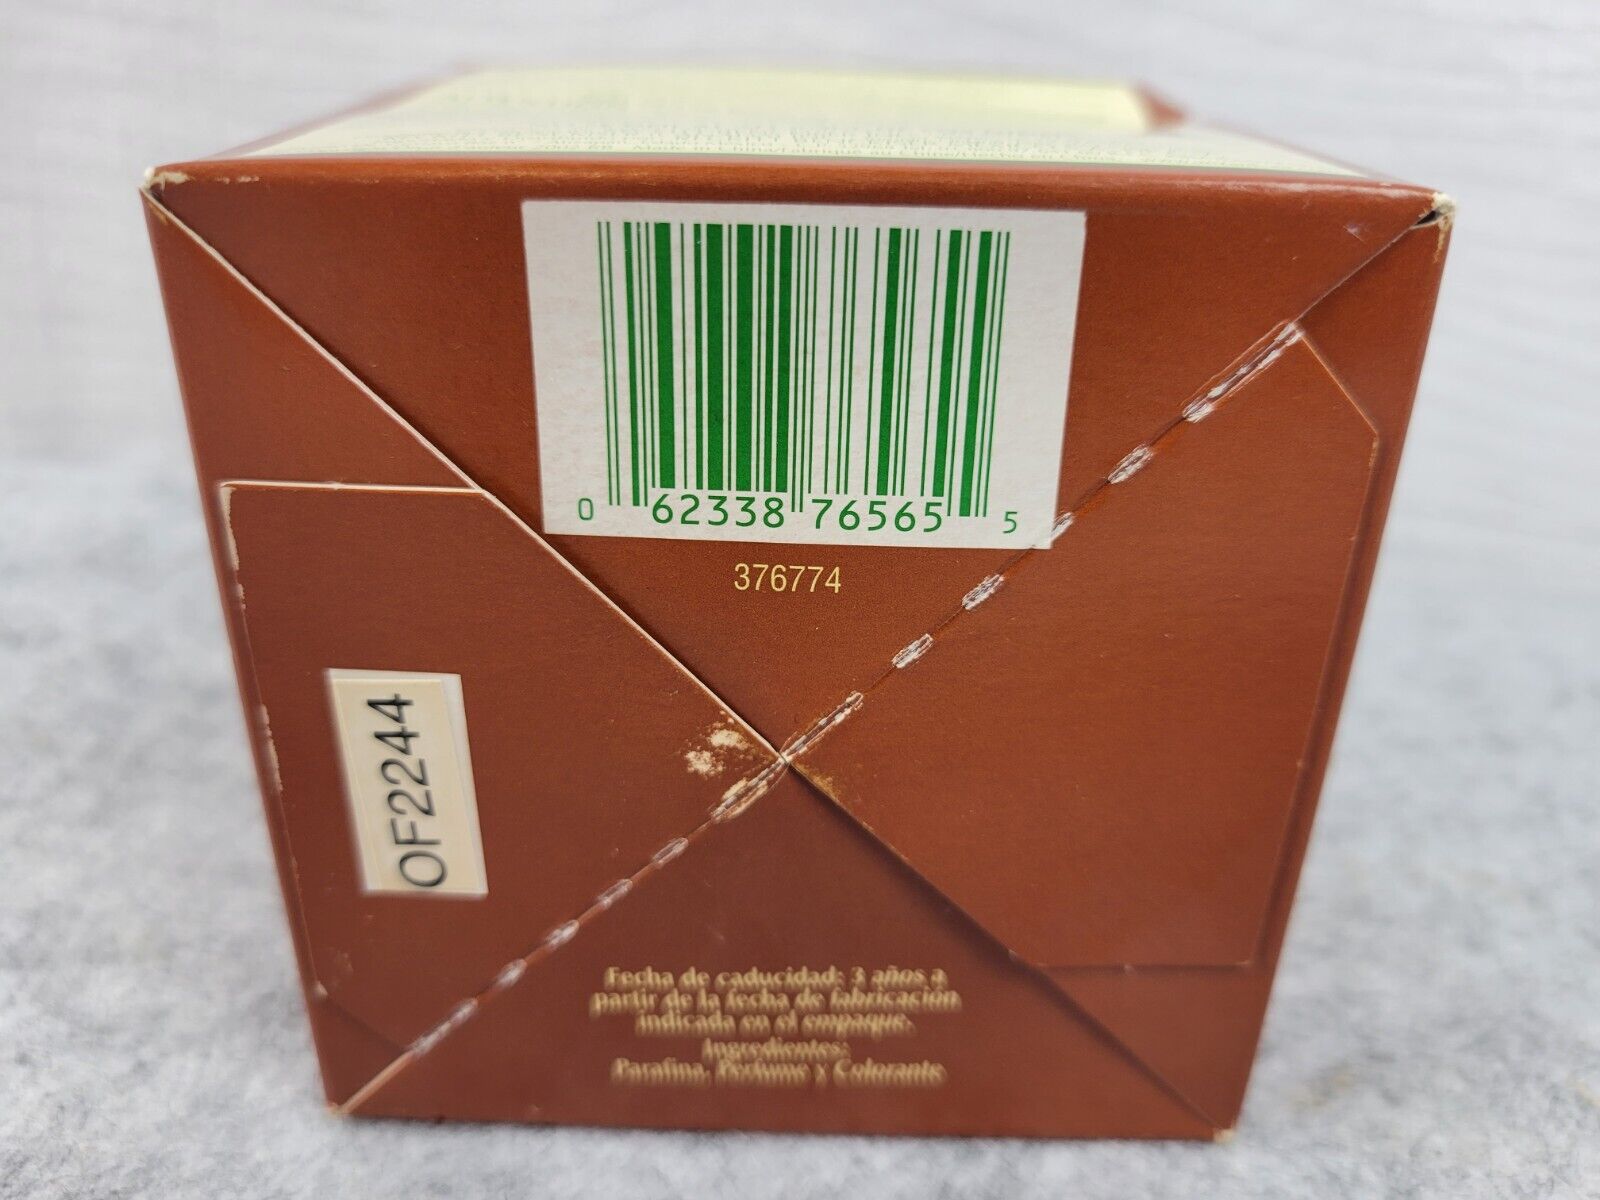 0 62338 76565 5
376774
OF2244
Fecha de caducidad: 3 años a
partir de la fecha de fabricación
indicada en el empaque.
Ingredientes:
Parafina, Perfume y Colorante